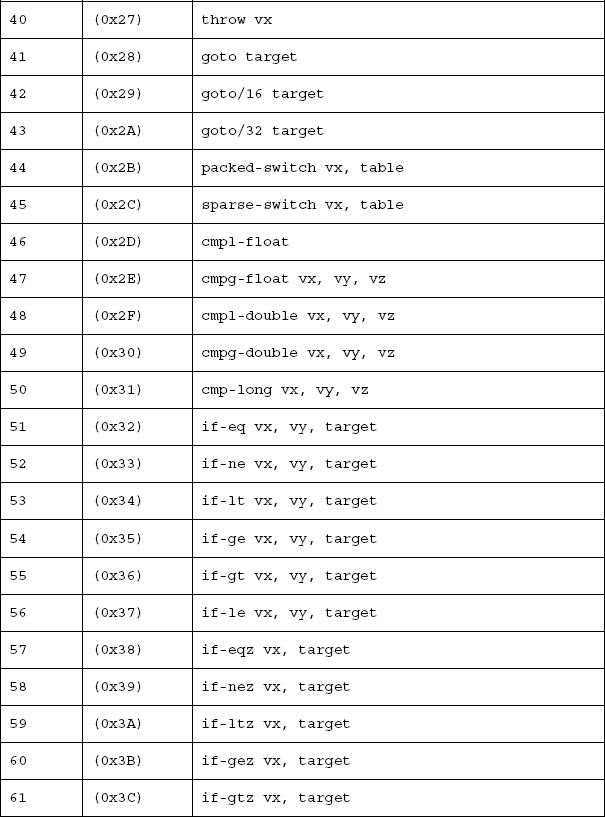 40 (0x27) throw vx
41 (0x28) goto target
42 (0x29) goto/16 target
43 (0x2A) goto/32 target
44 (0x2B) packed-switch vx, table
45 (0x2C) sparse-switch vx, table
46 (0x2D) cmpl-float
47 (0x2E) cmpg-float vx, vy, vz
48 (0x2F) cmpl-double vx, vy, vz
49 (0x30) cmpg-double vx, vy, vz
50 (0x31) cmp-long vx, vy, vz
51 (0x32) if-eq vx, vy, target
52 (0x33) if-ne vx, vy, target
53 (0x34) if-lt vx, vy, target
54 (0x35) if-ge vx, vy, target
55 (0x36) if-gt vx, vy, target
56 (0x37) if-le vx, vy, target
57 (0x38) if-eqz vx, target
58 (0x39) if-nez vx, target
59 (0x3A) if-ltz vx, target
60 (0x3B) if-gez vx, target
61 (0x3C) if-gtz vx, target